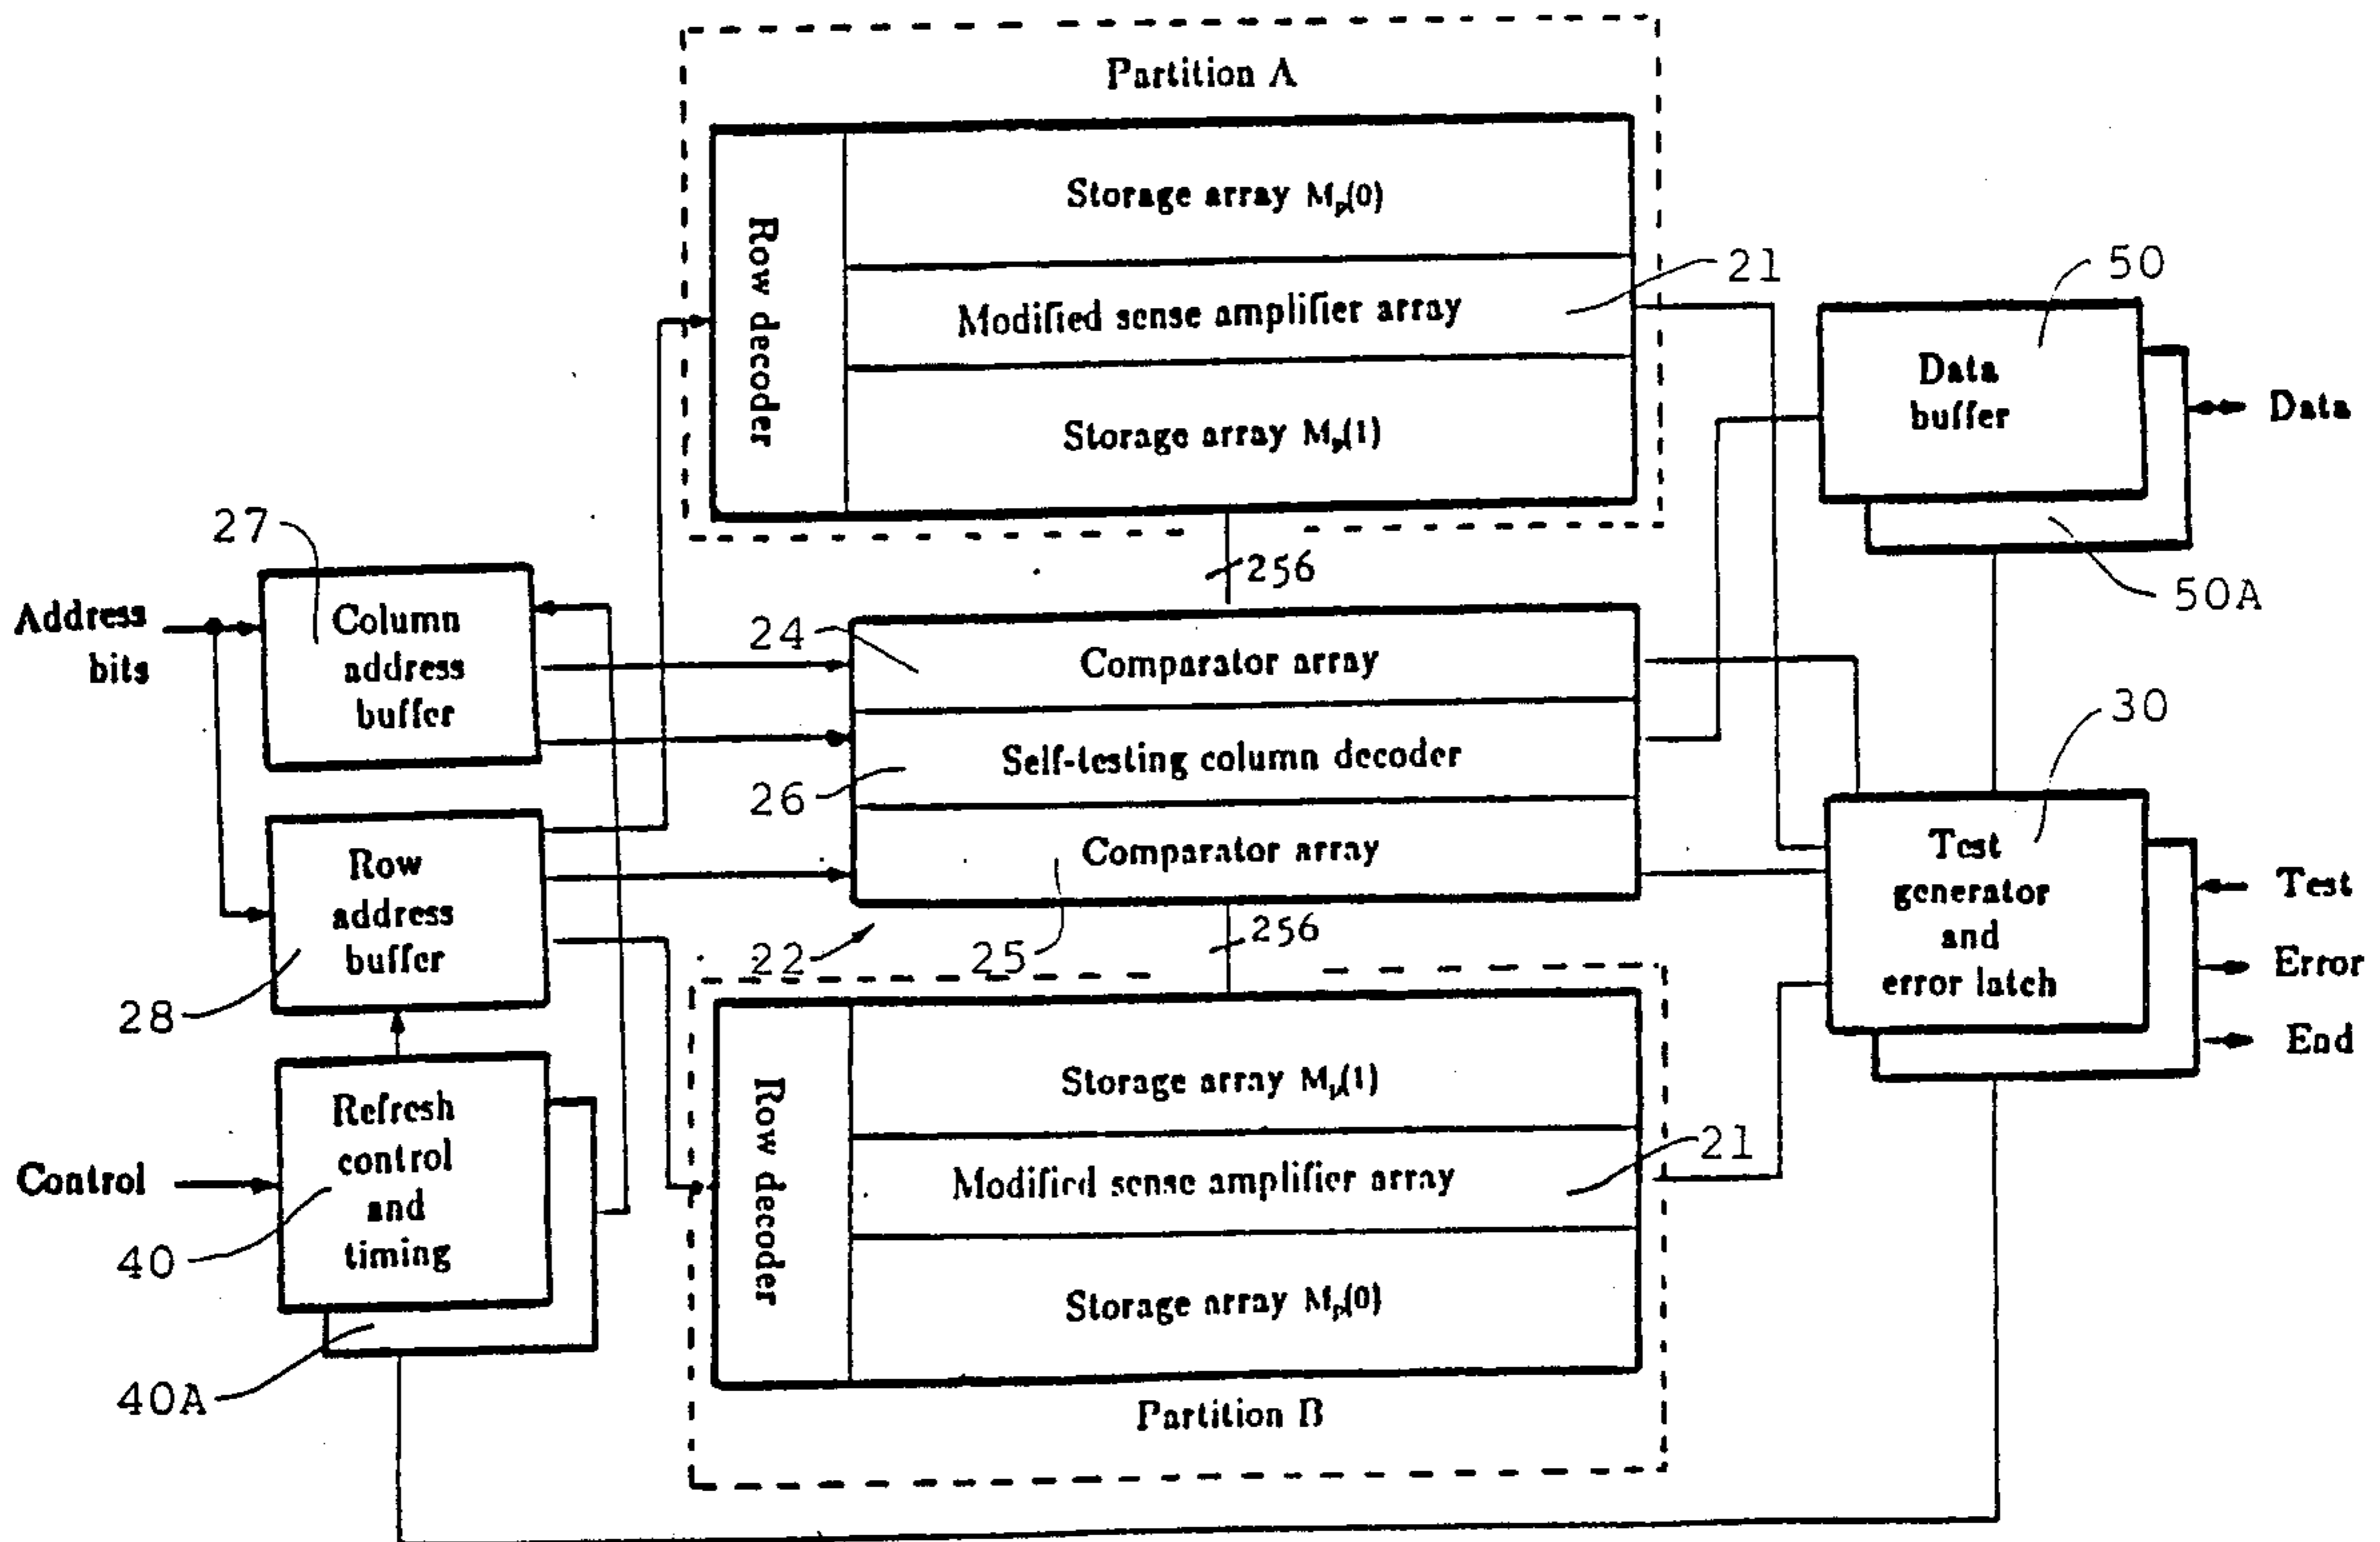 Partition A
Row decoder
Storage array Mp(0)
Modified sense amplifier array
21
Storage array Mp(1)
50
Data
buffer
Data
50A
256
27
Address
bits
Column
address
buffer
24
Comparator array
26
Self-testing column decoder
Comparator array
22
25
256
30
Test
generator
and
error latch
Test
Error
End
Row
address
buffer
28
Refresh
control
and
timing
Control
40
40A
Row decoder
Storage array Mp(1)
Modified sense amplifier array
21
Storage array Mp(0)
Partition B